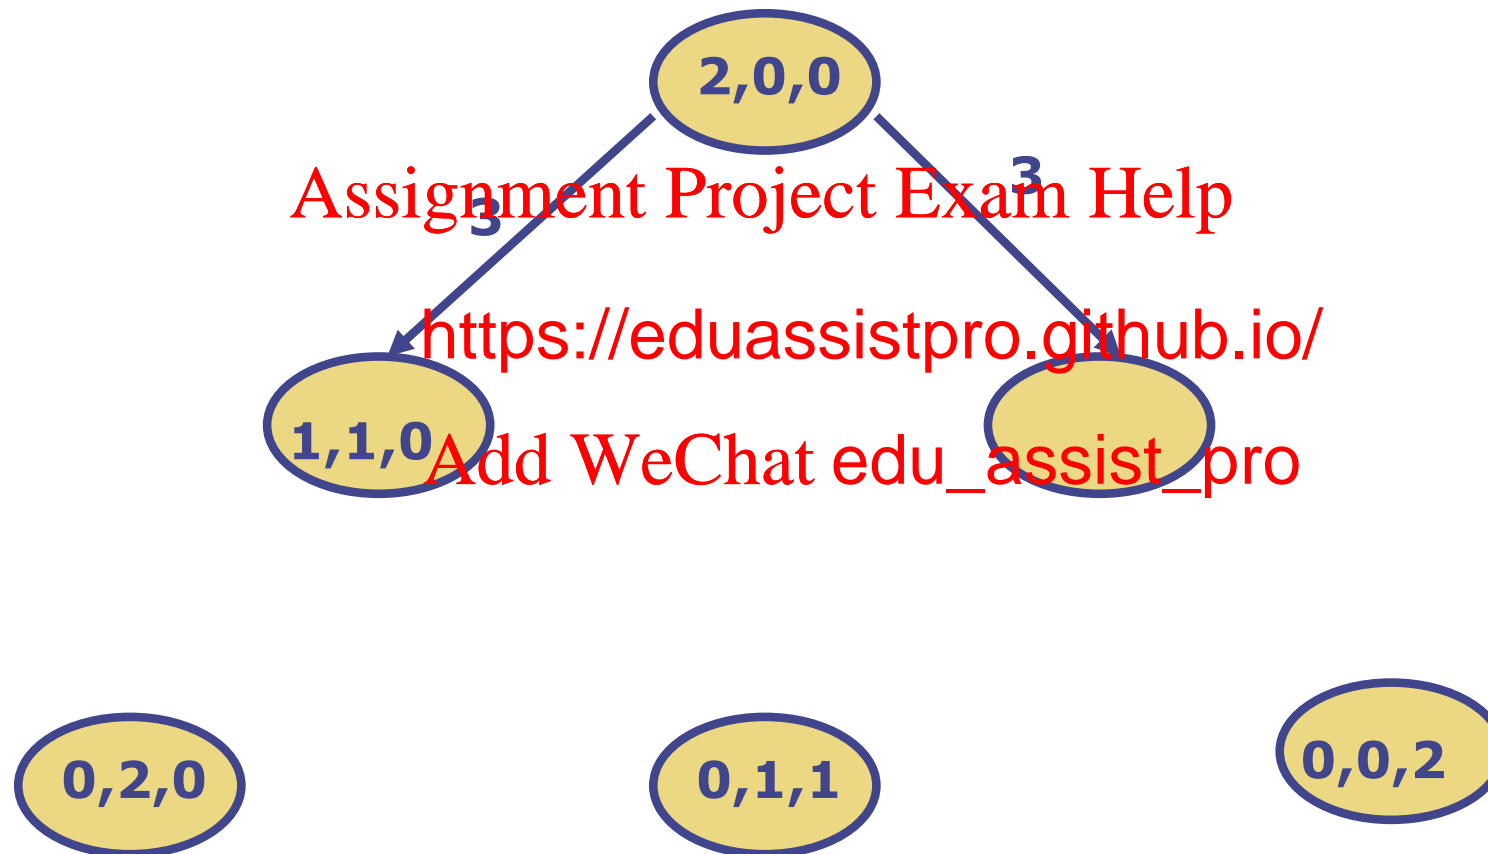 2,0,0
3
Assignment Project Exam Help
3
https://eduassistpro.github.io/
1,1,0
Add WeChat edu_assist_pro
0,2,0
0,1,1
0,0,2